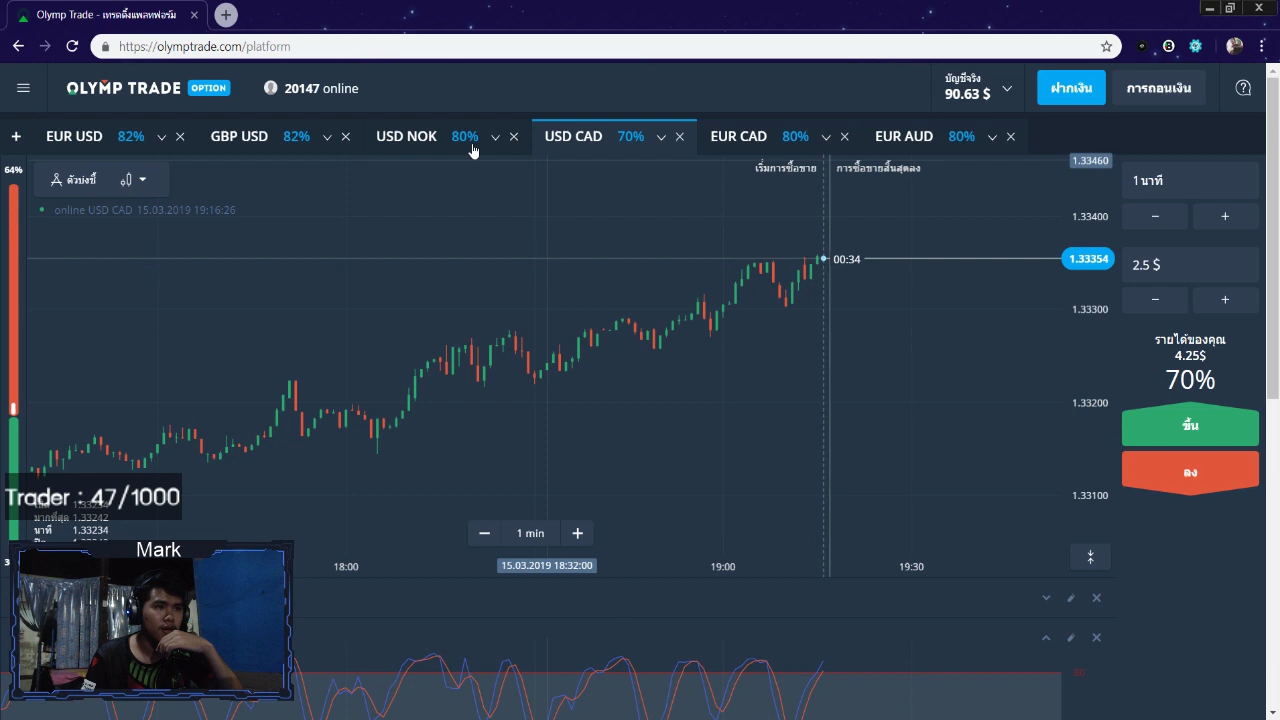 Olymp Trade - เทรดดิ้งแพลทฟอร์ม
https://olymptrade.com/platform
OLYMP TRADE OPTION
20147 online
บัญชีจริง
90.63 $
ฝากเงิน
การถอนเงิน
EUR USD 82%
GBP USD 82%
USD NOK 80%
USD CAD 70%
EUR CAD 80%
EUR AUD 80%
64%
ตัวบ่งชี้
online USD CAD 15.03.2019 19:16:26
เริ่มการซื้อขาย
การซื้อขายสิ้นสุดลง
1.33460
1.33400
1.33354
00:34
1.33300
1.33200
1.33100
1 นาที
2.5 $
รายได้ของคุณ
4.25$
70%
ขึ้น
ลง
Trader : 47/1000
1.33234
มากที่สุด 1.33242
นาที 1.33234
1 min
18:00
15.03.2019 18:32:00
19:00
19:30
Mark